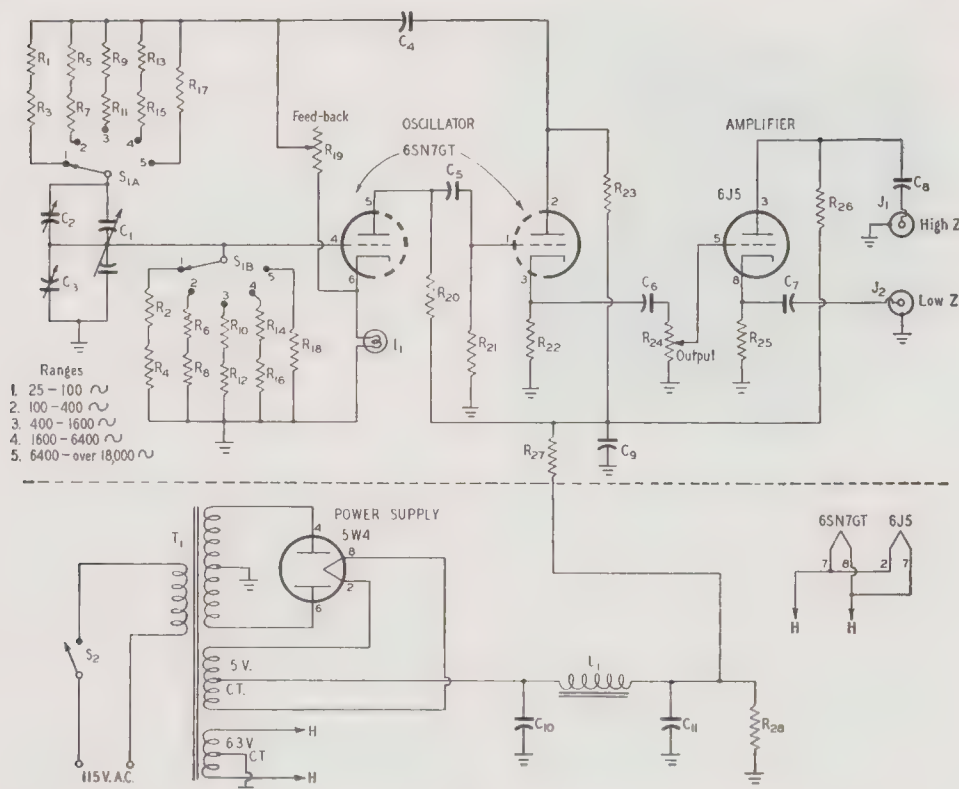 C4
R1
R5
R9
R13
R17
R3
R7
R11
R15
2
3
4
1
5
S1A
C2
C1
C3
Feed-back
R19
OSCILLATOR
6SN7GT
C5
5
4
6
2
1
3
R23
AMPLIFIER
6J5
3
5
8
R26
C8
J1
High Z
C7
J2
Low Z
1
S1B
5
2
3
4
R2
R6
R10
R14
R18
R4
R8
R12
R16
I1
R20
R21
R22
C6
R24
Output
R25
R27
C9
Ranges
1. 25-100 ~
2. 100-400 ~
3. 400-1600 ~
4. 1600-6400 ~
5. 6400-over 18,000 ~
POWER SUPPLY
5W4
T1
4
8
2
6
S2
115 V. A.C.
5 V.
CT.
6.3 V
CT
H
H
L1
C10
C11
R28
6SN7GT
6J5
7
8
2
7
H
H